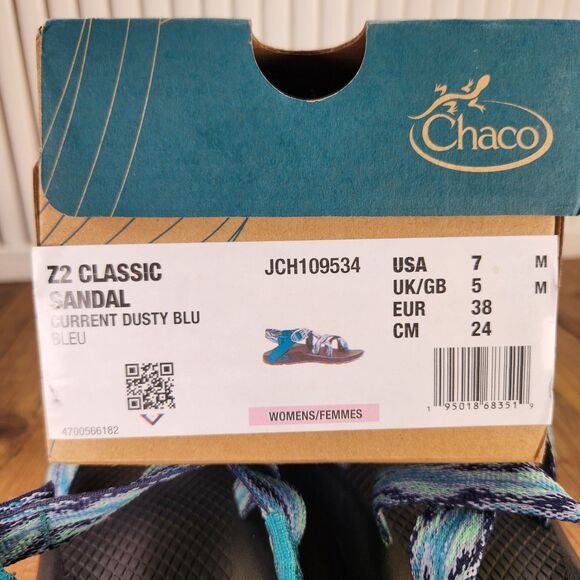 Chaco
Z2 CLASSIC
SANDAL
CURRENT DUSTY BLU
BLEU
4700566182
JCH109534
WOMENS/FEMMES
USA 7 M
UK/GB 5 M
EUR 38
CM 24
1 95018 68351 9